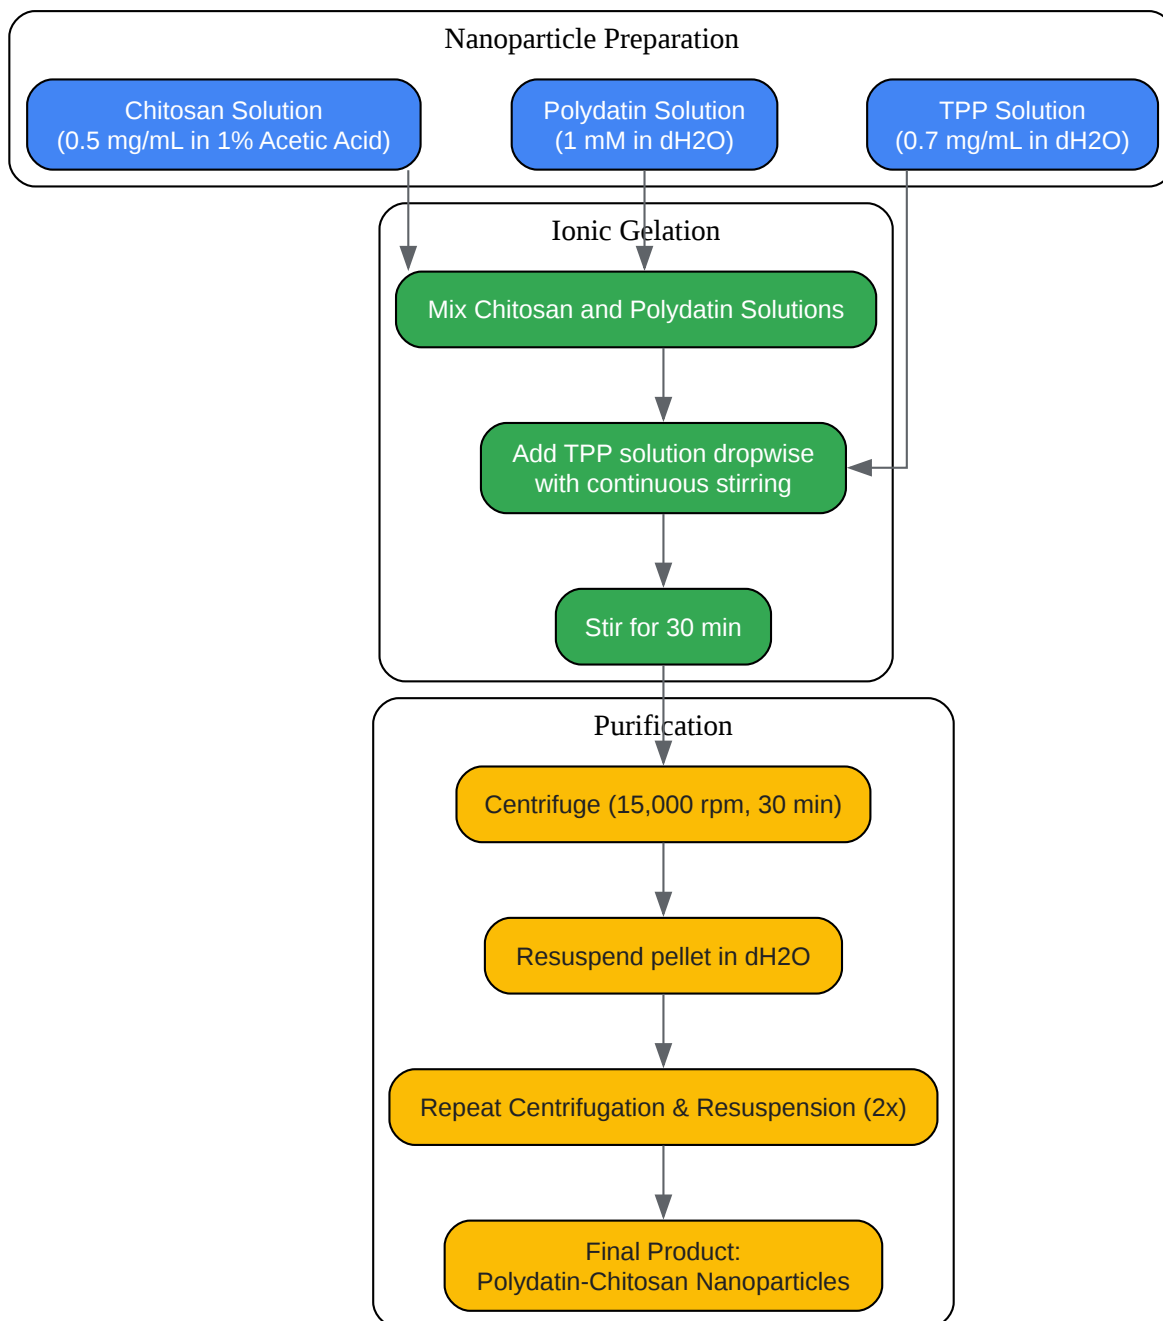 Nanoparticle Preparation
Chitosan Solution
(0.5 mg/mL in 1% Acetic Acid)
Polydatin Solution
(1 mM in dH2O)
TPP Solution
(0.7 mg/mL in dH2O)
Ionic Gelation
Mix Chitosan and Polydatin Solutions
Add TPP solution dropwise
with continuous stirring
Stir for 30 min
Purification
Centrifuge (15,000 rpm, 30 min)
Resuspend pellet in dH2O
Repeat Centrifugation & Resuspension (2x)
Final Product:
Polydatin-Chitosan Nanoparticles